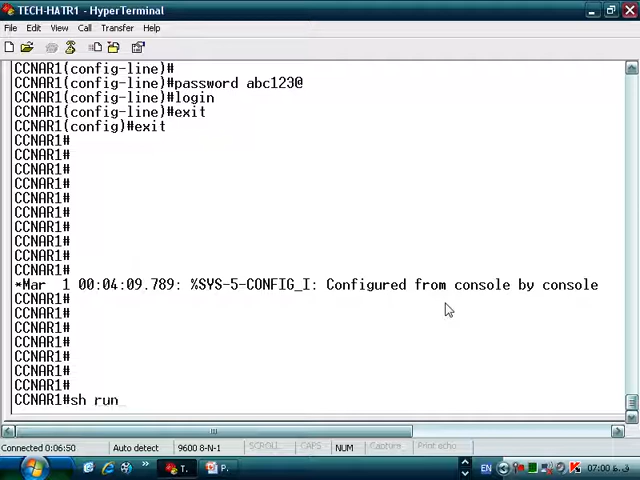 TECH-HATR1 - HyperTerminal
File Edit View Call Transfer Help
CCNAR1(config-line)#
CCNAR1(config-line)#password abc123@
CCNAR1(config-line)#login
CCNAR1(config-line)#exit
CCNAR1(config)#exit
CCNAR1#
CCNAR1#
CCNAR1#
CCNAR1#
CCNAR1#
CCNAR1#
CCNAR1#
CCNAR1#
CCNAR1#
CCNAR1#
*Mar 1 00:04:09.789: %SYS-5-CONFIG_I: Configured from console by console
CCNAR1#
CCNAR1#
CCNAR1#
CCNAR1#
CCNAR1#
CCNAR1#
CCNAR1#
CCNAR1#sh run_
Connected 0:06:50 Auto detect 9600 8-N-1 SCROLL CAPS NUM Capture Print echo
T. P. EN 07:00 ق.ظ